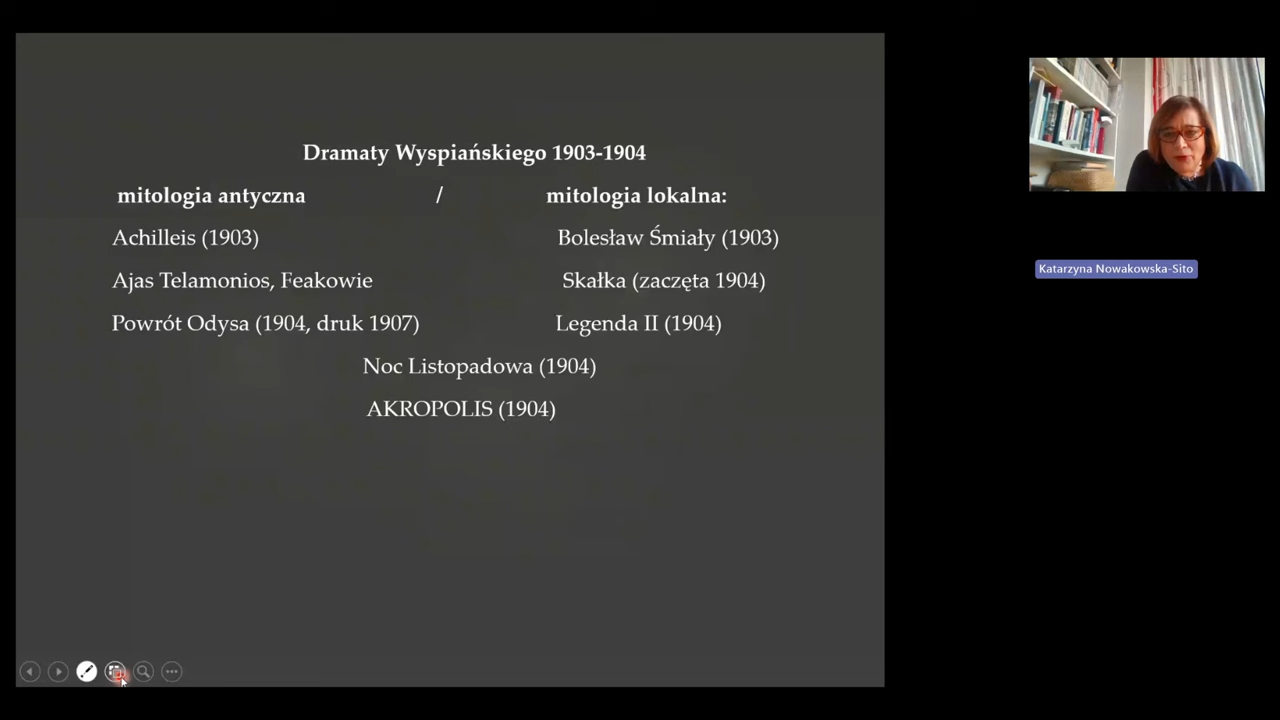 Dramaty Wyspiańskiego 1903-1904
mitologia antyczna / mitologia lokalna:
Achilleis (1903) Bolesław Śmiały (1903)
Ajas Telamonios, Feakowie Skałka (zaczęta 1904)
Powrót Odysa (1904, druk 1907) Legenda II (1904)
Noc Listopadowa (1904)
AKROPOLIS (1904)
Katarzyna Nowakowska-Sito